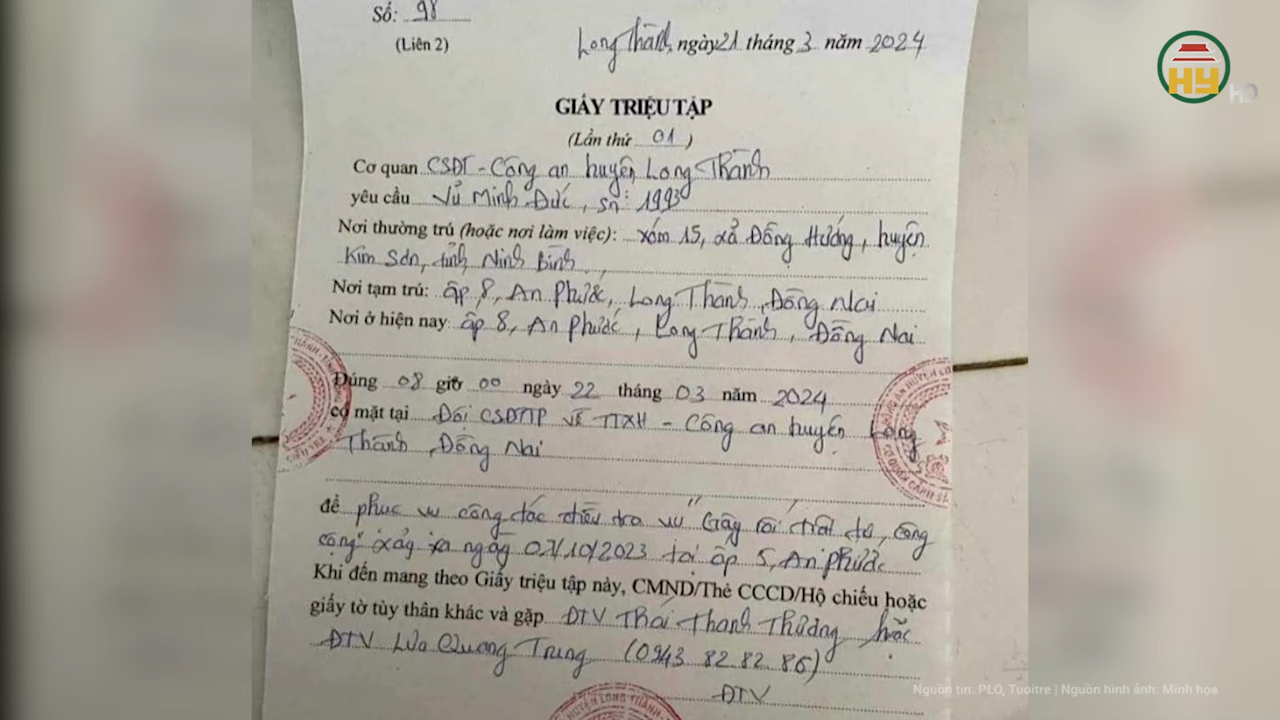 Số: 98
(Liên 2)
Long Thành, ngày 21 tháng 3 năm 2024
HY HD
GIẤY TRIỆU TẬP
(Lần thứ 01)
Cơ quan CSĐT - Công an huyện Long Thành
yêu cầu Vũ Minh Đức, sn: 1993
Nơi thường trú (hoặc nơi làm việc): xóm 15, xã Đồng Hướng, huyện
Kim Sơn, tỉnh Ninh Bình
Nơi tạm trú: ấp 8, An Phước, Long Thành, Đồng Nai
Nơi ở hiện nay ấp 8, An Phước, Long Thành, Đồng Nai
Đúng 08 giờ 00 ngày 22 tháng 03 năm 2024
có mặt tại Đội CSĐTTP về TTXH - Công an huyện Long
Thành, Đồng Nai
để phục vụ công tác điều tra vụ "Gây rối trật tự công
cộng" xảy ra ngày 07/10/2023 tại ấp 5, An Phước
Khi đến mang theo Giấy triệu tập này, CMND/Thẻ CCCD/Hộ chiếu hoặc
giấy tờ tùy thân khác và gặp ĐTV Thái Thanh Thương hoặc
ĐTV Lưu Quang Trung (0943 82 82 86)
ĐTV
Nguồn tin: PLO, Tuoitre | Nguồn hình ảnh: Minh họa